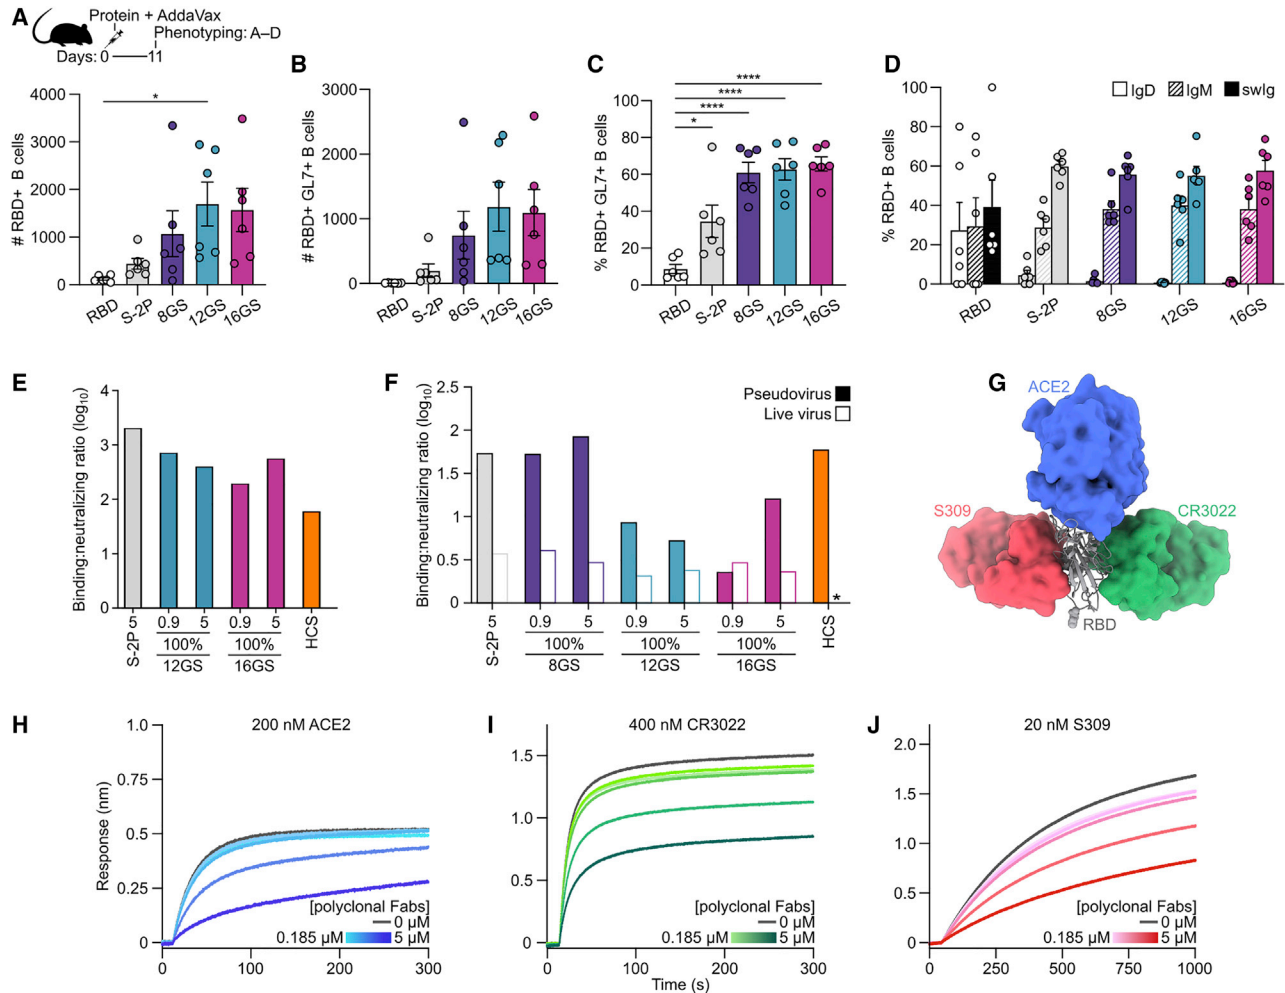 A
Protein + AddaVax
Phenotyping: A–D
Days: 0 11
# RBD+ B cells
4000
3000
2000
1000
0
*
RBD
S-2P
8GS
12GS
16GS
B
# RBD+ GL7+ B cells
3000
2000
1000
0
RBD
S-2P
8GS
12GS
16GS
C
% RBD+ GL7+ B cells
100
80
60
40
20
0
****
****
****
*
RBD
S-2P
8GS
12GS
16GS
D
% RBD+ B cells
100
80
60
40
20
0
IgD IgM swIg
RBD
S-2P
8GS
12GS
16GS
E
Binding:neutralizing ratio (log10)
4
3
2
1
0
5 0.9 5 0.9 5
S-2P
100% 100%
12GS 16GS
HCS
F
Binding:neutralizing ratio (log10)
2.5
2
1.5
1
0.5
0
Pseudovirus
Live virus
*
5 0.9 5 0.9 5 0.9 5
S-2P
100% 100% 100%
8GS 12GS 16GS
HCS
G
ACE2
S309
CR3022
RBD
H
200 nM ACE2
Response (nm)
1.0
0.75
0.5
0.25
0
[polyclonal Fabs]
0 µM
0.185 µM 5 µM
0 100 200 300
I
400 nM CR3022
1.5
1.0
0.5
0
[polyclonal Fabs]
0 µM
0.185 µM 5 µM
0 100 200 300
Time (s)
J
20 nM S309
2.0
1.5
1.0
0.5
0
[polyclonal Fabs]
0 µM
0.185 µM 5 µM
0 250 500 750 1000